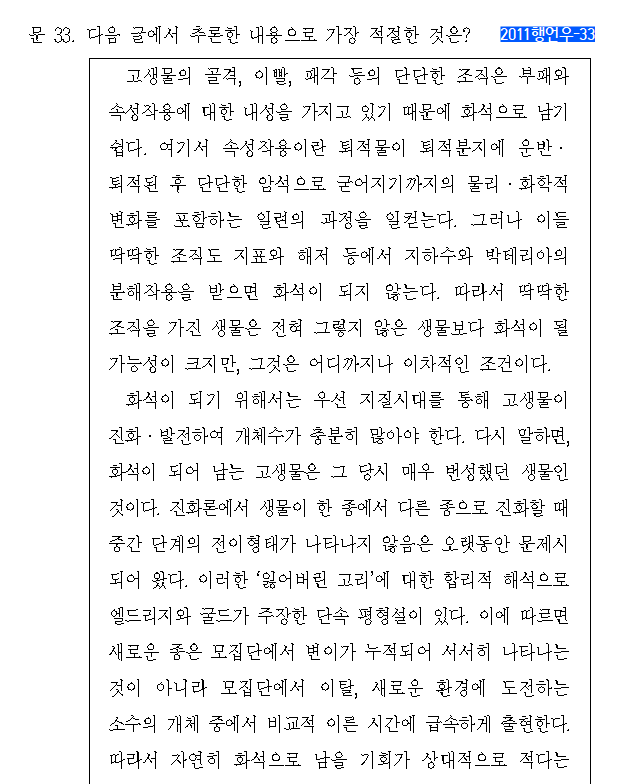 문 33. 다음 글에서 추론한 내용으로 가장 적절한 것은? 2011행언우-33
고생물의 골격, 이빨, 패각 등의 단단한 조직은 부패와
속성작용에 대한 내성을 가지고 있기 때문에 화석으로 남기
쉽다. 여기서 속성작용이란 퇴적물이 퇴적분지에 운반·
퇴적된 후 단단한 암석으로 굳어지기까지의 물리·화학적
변화를 포함하는 일련의 과정을 일컫는다. 그러나 이들
딱딱한 조직도 지표와 해저 등에서 지하수와 박테리아의
분해작용을 받으면 화석이 되지 않는다. 따라서 딱딱한
조직을 가진 생물은 전혀 그렇지 않은 생물보다 화석이 될
가능성이 크지만, 그것은 어디까지나 이차적인 조건이다.
화석이 되기 위해서는 우선 지질시대를 통해 고생물이
진화·발전하여 개체수가 충분히 많아야 한다. 다시 말하면,
화석이 되어 남는 고생물은 그 당시 매우 번성했던 생물인
것이다. 진화론에서 생물이 한 종에서 다른 종으로 진화할 때
중간 단계의 전이형태가 나타나지 않음은 오랫동안 문제시
되어 왔다. 이러한 ‘잃어버린 고리’에 대한 합리적 해석으로
엘드리지와 굴드가 주장한 단속 평형설이 있다. 이에 따르면
새로운 종은 모집단에서 변이가 누적되어 서서히 나타나는
것이 아니라 모집단에서 이탈, 새로운 환경에 도전하는
소수의 개체 중에서 비교적 이른 시간에 급속하게 출현한다.
따라서 자연히 화석으로 남을 기회가 상대적으로 적다는